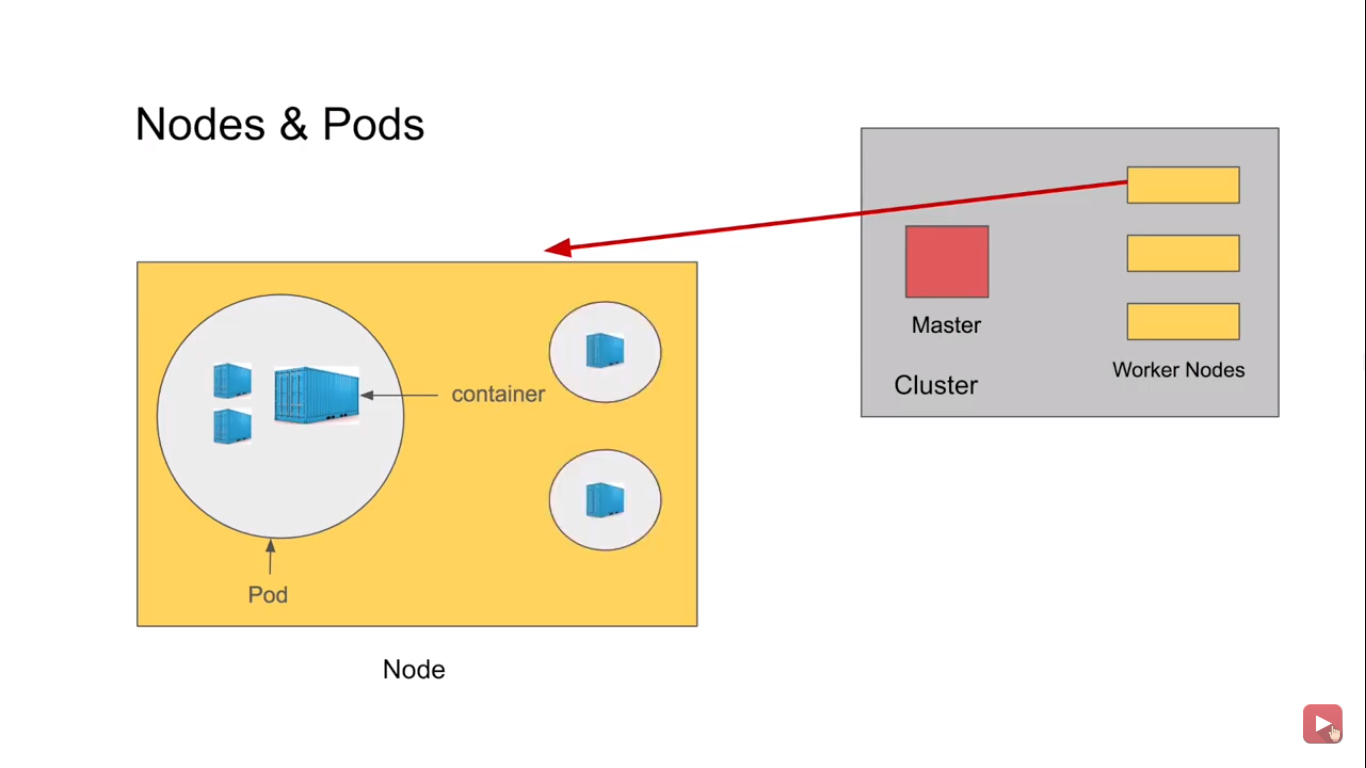 Nodes & Pods
Master
Cluster
Worker Nodes
container
Pod
Node